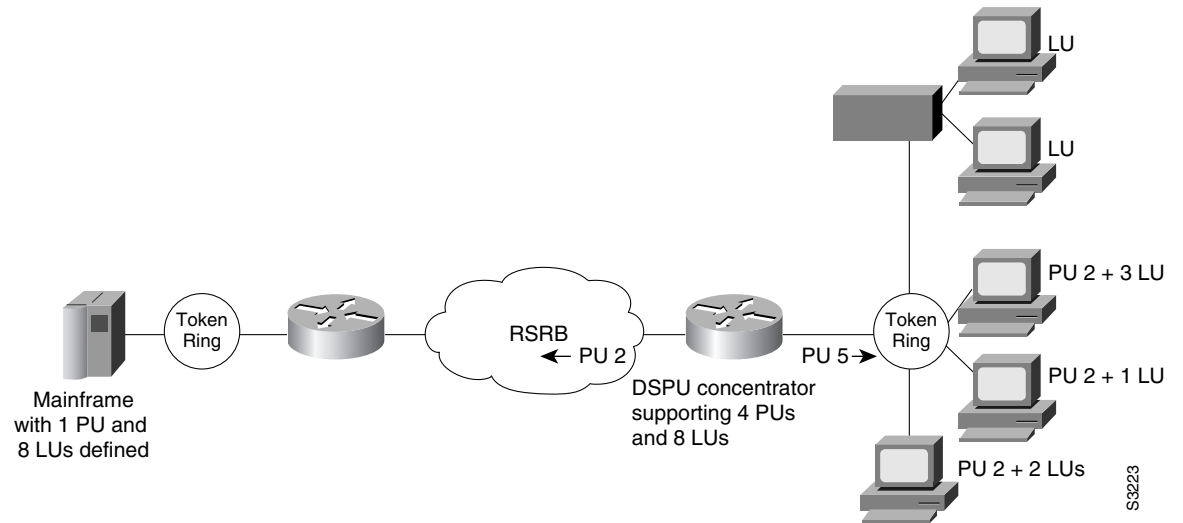 LU
LU
PU 2 + 3 LU
Token
Ring
RSRB
← PU 2
PU 5→
Token
Ring
PU 2 + 1 LU
Mainframe
with 1 PU and
8 LUs defined
DSPU concentrator
supporting 4 PUs
and 8 LUs
PU 2 + 2 LUs
S3223